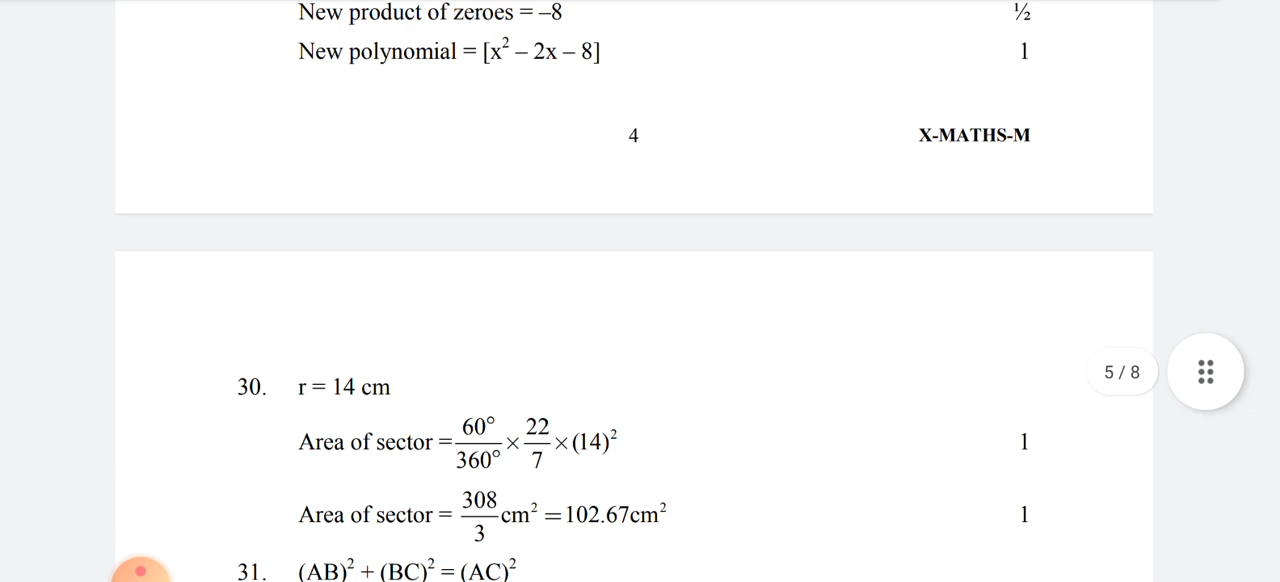 New product of zeroes = –8 ½
New polynomial = [x² – 2x – 8] 1
4 X-MATHS-M
5 / 8
30. r = 14 cm
Area of sector = 60°/360° × 22/7 × (14)² 1
Area of sector = 308/3 cm² = 102.67cm² 1
31. (AB)² + (BC)² = (AC)²